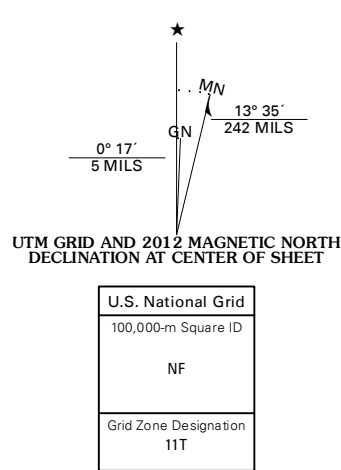 ★
MN
GN
13° 35´
242 MILS
0° 17´
5 MILS
UTM GRID AND 2012 MAGNETIC NORTH
DECLINATION AT CENTER OF SHEET
U.S. National Grid
100,000-m Square ID
NF
Grid Zone Designation
11T